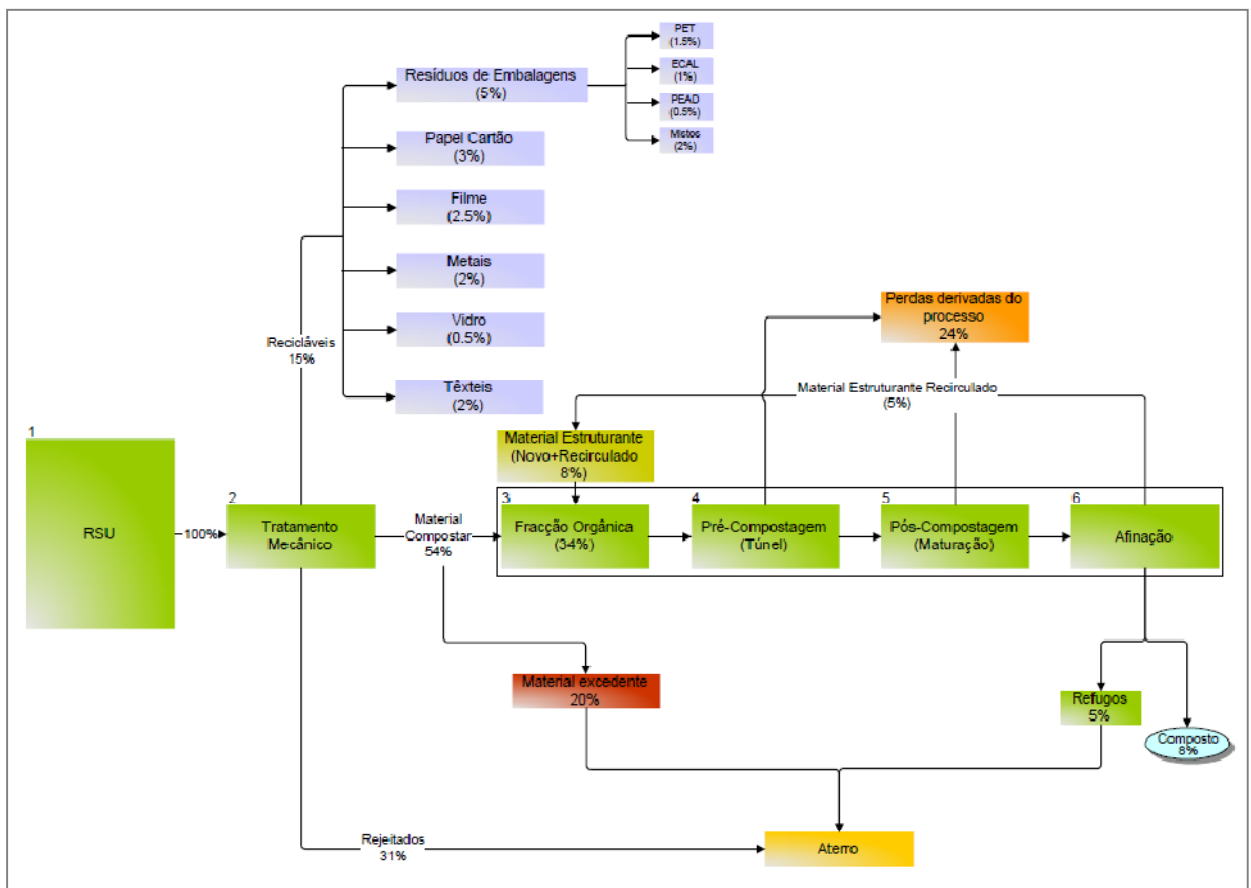 PET
(1.5%)
Resíduos de Embalagens
(5%)
ECAL
(1%)
PEAD
(0.5%)
Mistos
(2%)
Papel Cartão
(3%)
Filme
(2.5%)
Metais
(2%)
Vidro
(0.5%)
Têxteis
(2%)
Recicláveis
15%
Perdas derivadas do
processo
24%
Material Estruturante Recirculado
(5%)
Material Estruturante
(Novo+Recirculado
8%)
1
RSU
100%
2
Tratamento
Mecânico
Material
Compostar
54%
3
Fracção Orgânica
(34%)
4
Pré-Compostagem
(Túnel)
5
Pós-Compostagem
(Maturação)
6
Afinação
Material excedente
20%
Refugos
5%
Composto
8%
Rejeitados
31%
Aterro